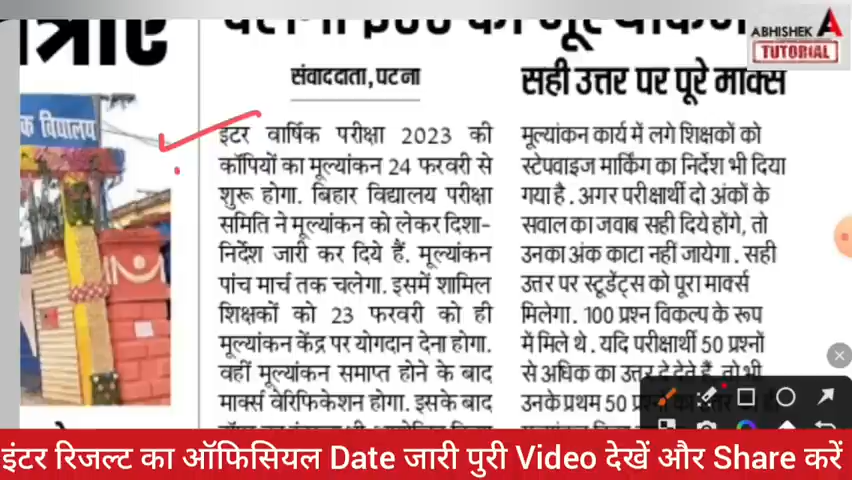 ABHISHEK
TUTORIAL
संवाददाता, पटना
सही उत्तर पर पूरे मार्क्स
क विद्यालय
इंटर वार्षिक परीक्षा 2023 की
कॉपियों का मूल्यांकन 24 फरवरी से
शुरू होगा. बिहार विद्यालय परीक्षा
समिति ने मूल्यांकन को लेकर दिशा-
निर्देश जारी कर दिये हैं. मूल्यांकन
पांच मार्च तक चलेगा. इसमें शामिल
शिक्षकों को 23 फरवरी को ही
मूल्यांकन केंद्र पर योगदान देना होगा.
वहीं मूल्यांकन समाप्त होने के बाद
मार्क्स वेरिफिकेशन होगा. इसके बाद
मूल्यांकन कार्य में लगे शिक्षकों को
स्टेपवाइज मार्किंग का निर्देश भी दिया
गया है. अगर परीक्षार्थी दो अंकों के
सवाल का जवाब सही दिये होंगे, तो
उनका अंक काटा नहीं जायेगा. सही
उत्तर पर स्टूडेंट्स को पूरा मार्क्स
मिलेगा. 100 प्रश्न विकल्प के रूप
में मिले थे. यदि परीक्षार्थी 50 प्रश्नों
से अधिक का उत्तर दे देते हैं, तो भी
उनके प्रथम 50
इंटर रिजल्ट का ऑफिसियल Date जारी पुरी Video देखें और Share करें